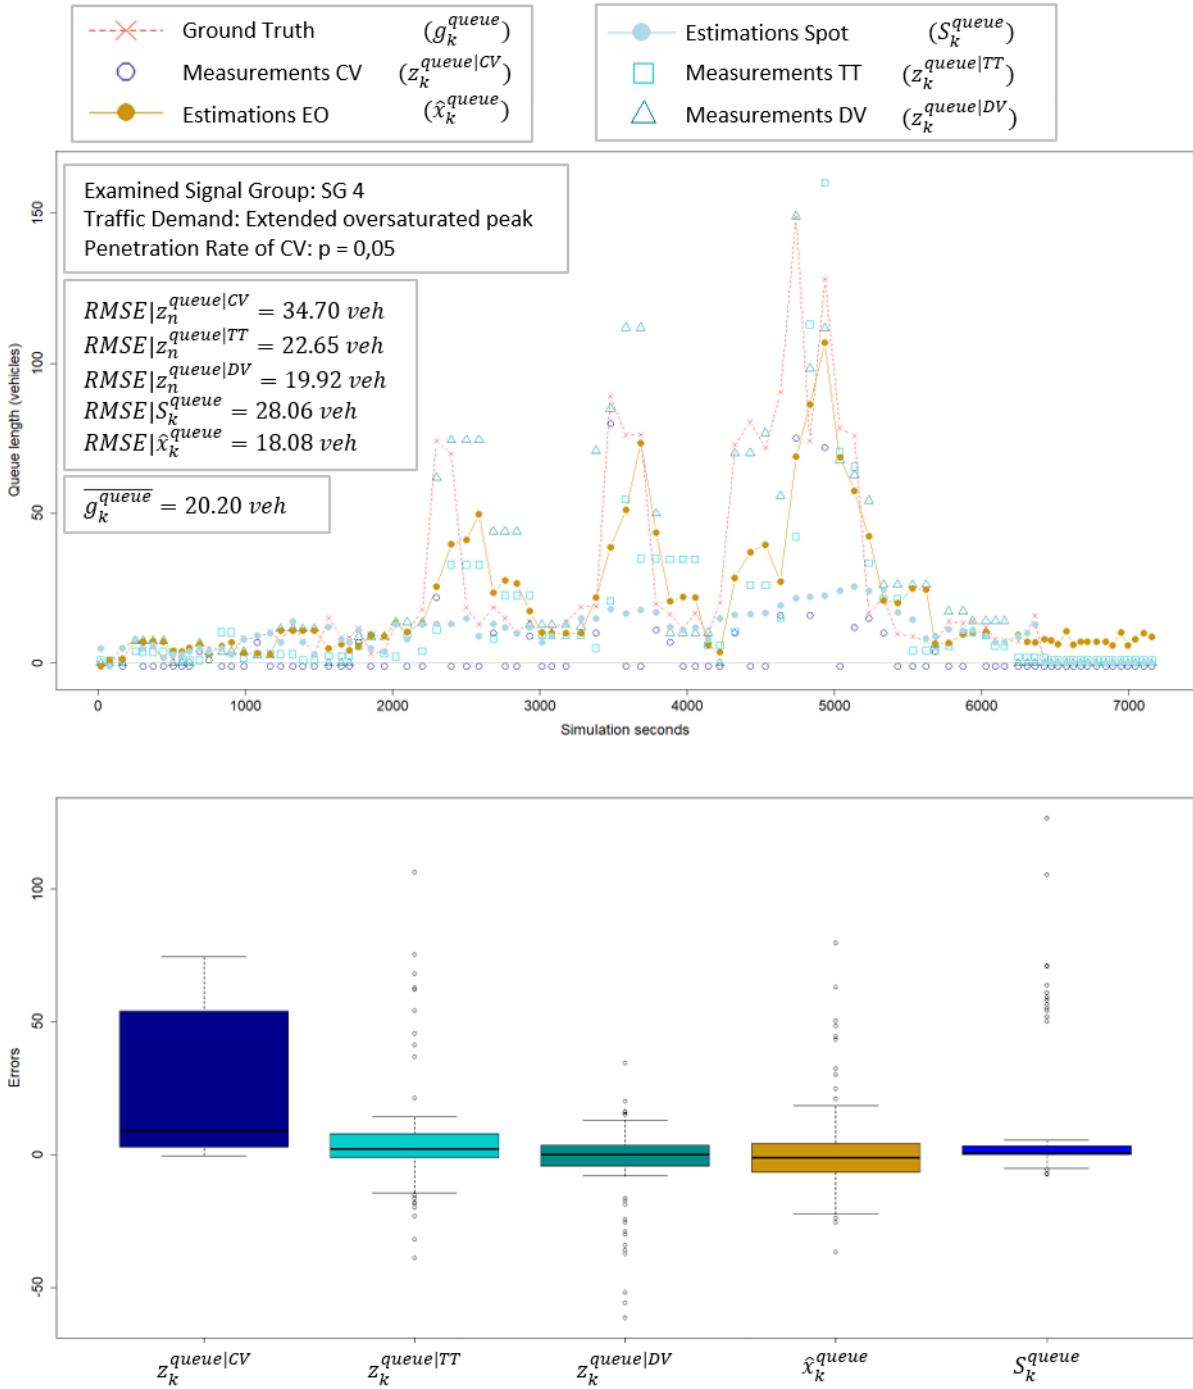 Ground Truth (g_k^queue)
Measurements CV (z_k^queue|CV)
Estimations EO (x̂_k^queue)
Estimations Spot (S_k^queue)
Measurements TT (z_k^queue|TT)
Measurements DV (z_k^queue|DV)
Examined Signal Group: SG 4
Traffic Demand: Extended oversaturated peak
Penetration Rate of CV: p = 0,05
RMSE|z_n^queue|CV = 34.70 veh
RMSE|z_n^queue|TT = 22.65 veh
RMSE|z_n^queue|DV = 19.92 veh
RMSE|S_k^queue = 28.06 veh
RMSE|x̂_k^queue = 18.08 veh
g_k^queue = 20.20 veh
Queue length (vehicles)
150
100
50
0
0 1000 2000 3000 4000 5000 6000 7000
Simulation seconds
Errors
100
50
0
-50
z_k^queue|CV z_k^queue|TT z_k^queue|DV x̂_k^queue S_k^queue